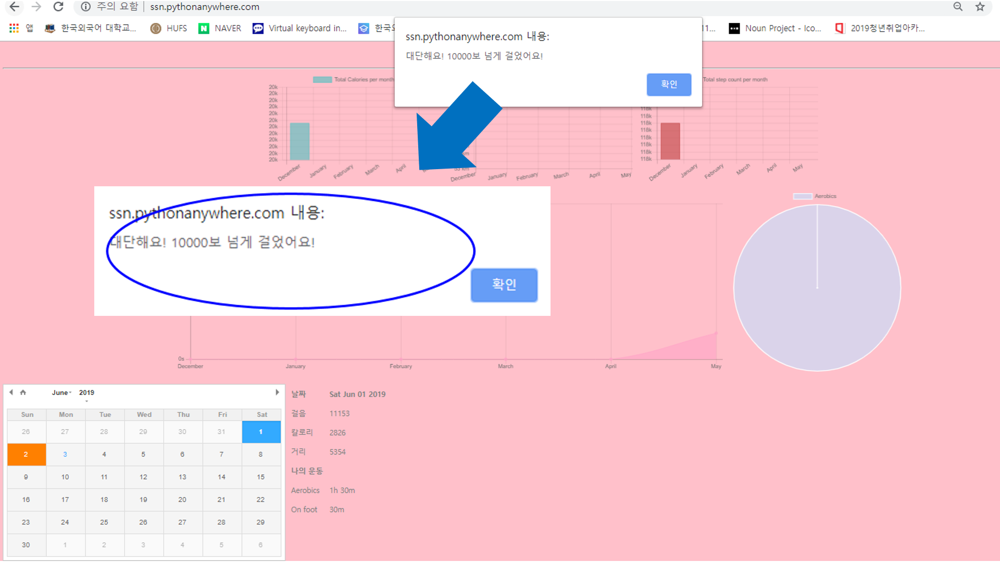 주의 요함 ssn.pythonanywhere.com
앱 한국외국어 대학교... HUFS NAVER Virtual keyboard in... 한국외 11... Noun Project - Ico... 2019청년취업아카...
ssn.pythonanywhere.com 내용:
대단해요! 10000보 넘게 걸었어요!
확인
Total Calories per month
20k
20k
20k
20k
20k
20k
20k
20k
20k
20k
20k
20k
December January February March April
km
53 km
December January February March April May
Total step count per month
118k
118k
118k
118k
118k
118k
118k
118k
December January February March April May
ssn.pythonanywhere.com 내용:
대단해요! 10000보 넘게 걸었어요!
확인
Aerobics
0s
December January February March April May
June 2019
Sun Mon Tue Wed Thu Fri Sat
26 27 28 29 30 31 1
2 3 4 5 6 7 8
9 10 11 12 13 14 15
16 17 18 19 20 21 22
23 24 25 26 27 28 29
30 1 2 3 4 5 6
날짜 Sat Jun 01 2019
걸음 11153
칼로리 2826
거리 5354
나의 운동
Aerobics 1h 30m
On foot 30m